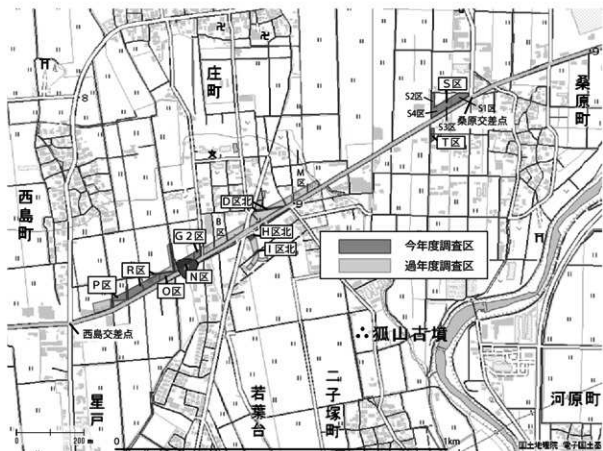 庄町
桑原町
西島町
S区
S2区
S4区
S1区
桑原交差点
S3区
T区
M区
D区北
B区
G2区
H区北
I区北
R区
P区
N区
O区
西島交差点
今年度調査区
過年度調査区
狐山古墳
星戸
若葉台
二子塚町
河原町
8
9
9
0
200 m
0
1km
国土地理院 電子国土基